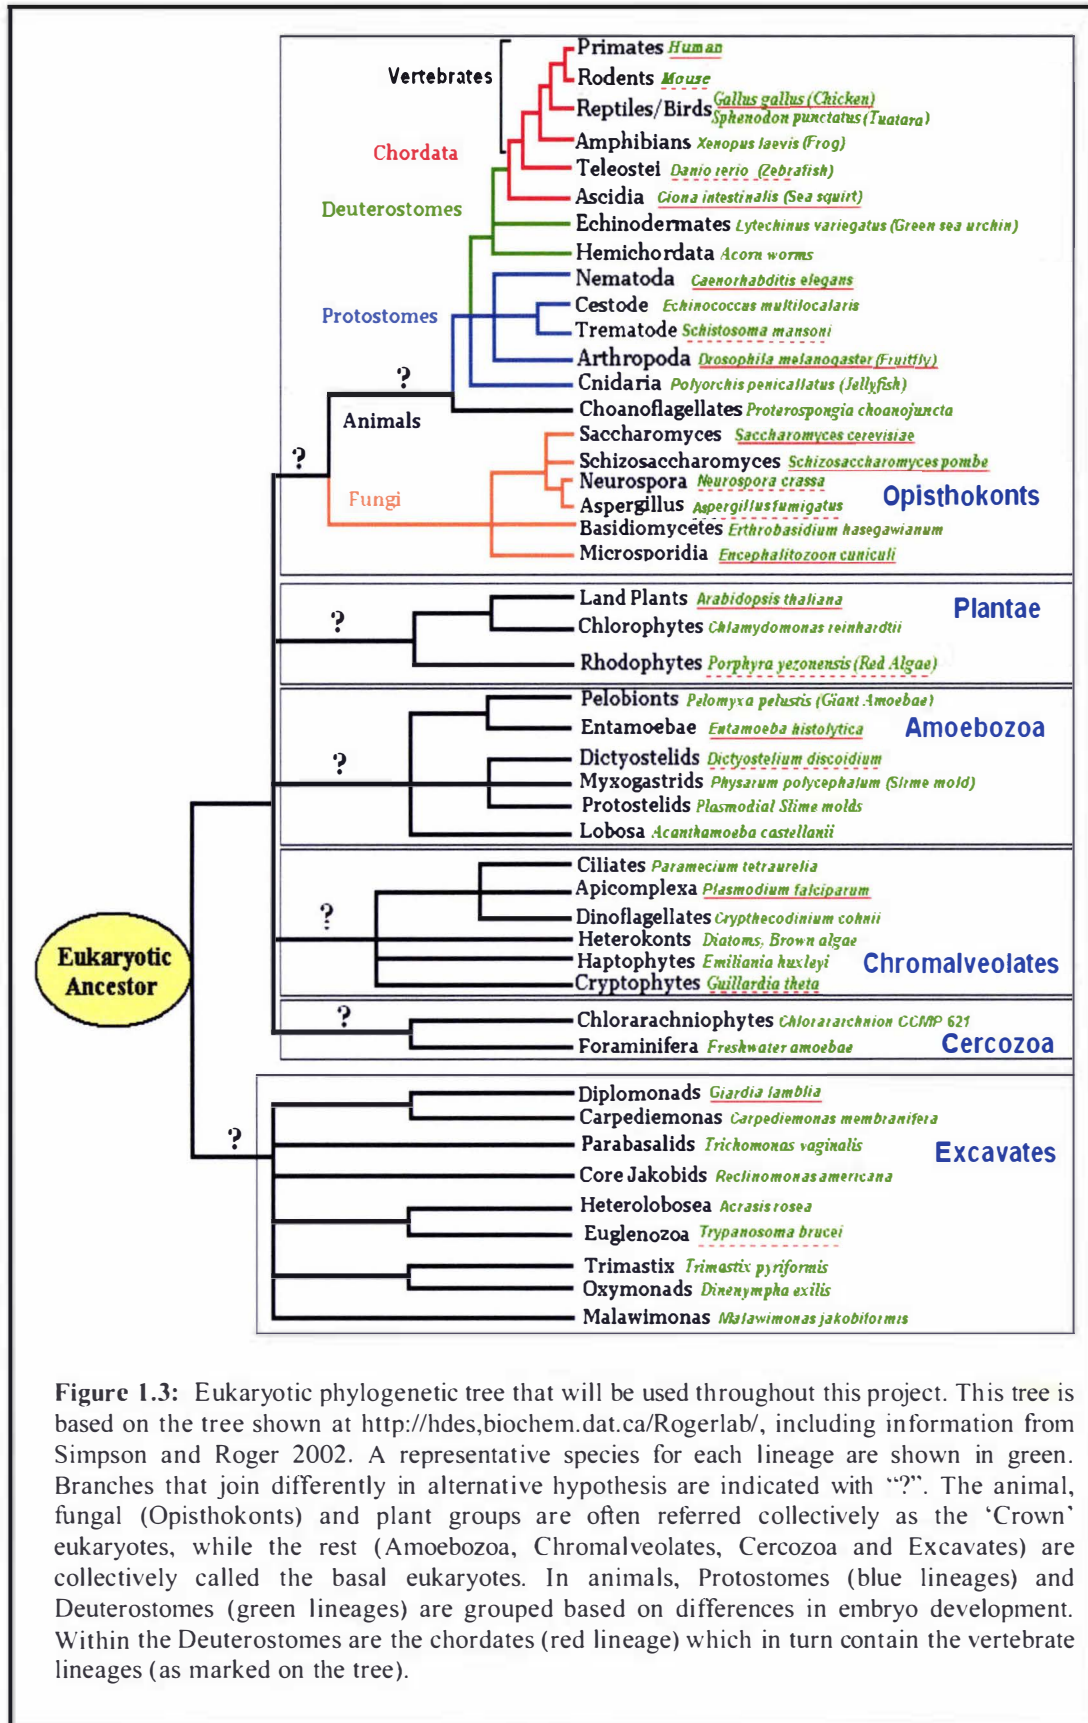 Vertebrates
Primates Human
Rodents Mouse
Reptiles/Birds Gallus gallus (Chicken)
Sphenodon punctatus (Tuatara)
Amphibians Xenopus laevis (Frog)
Chordata
Teleostei Danio rerio (Zebrafish)
Ascidia Ciona intestinalis (Sea squirt)
Deuterostomes
Echinodermates Lytechinus variegatus (Green sea urchin)
Hemichordata Acorn worms
Nematoda Caenorhabditis elegans
Cestode Echinococcus multilocalaris
Protostomes
Trematode Schistosoma mansoni
Arthropoda Drosophila melanogaster (Fruitfly)
?
Cnidaria Polyorchis penicallatus (Jellyfish)
Choanoflagellates Proterospongia choanojuncta
Animals
Saccharomyces Saccharomyces cerevisiae
?
Schizosaccharomyces Schizosaccharomyces pombe
Neurospora Neurospora crassa
Fungi
Opisthokonts
Aspergillus Aspergillus fumigatus
Basidiomycetes Erthrobasidium hasegawianum
Microsporidia Encephalitozoon cuniculi
Land Plants Arabidopsis thaliana
Plantae
?
Chlorophytes Chlamydomonas reinhardtii
Rhodophytes Porphyra yezonensis (Red Algae)
Pelobionts Pelomyxa pelustis (Giant Amoebae)
Entamoebae Entamoeba histolytica
Amoebozoa
?
Dictyostelids Dictyostelium discoidium
Myxogastrids Physarum polycephalum (Slime mold)
Protostelids Plasmodial Slime molds
Lobosa Acanthamoeba castellanii
Ciliates Paramecium tetraurelia
Apicomplexa Plasmodium falciparum
?
Dinoflagellates Crypthecodinium cohnii
Heterokonts Diatoms, Brown algae
Haptophytes Emiliania huxleyi
Chromalveolates
Cryptophytes Guillardia theta
?
Chlorarachniophytes Chlorararchnion CCMP 621
Foraminifera Freshwater amoebae
Cercozoa
Eukaryotic
Ancestor
Diplomonads Giardia lamblia
Carpediemonas Carpediemonas membranifera
?
Parabasalids Trichomonas vaginalis
Excavates
Core Jakobids Reclinomonas americana
Heterolobosea Acrasis rosea
Euglenozoa Trypanosoma brucei
Trimastix Trimastix pyriformis
Oxymonads Dinenympha exilis
Malawimonas Malawimonas jakobiformis
Figure 1.3: Eukaryotic phylogenetic tree that will be used throughout this project. This tree is
based on the tree shown at http://hdes,biochem.dat.ca/Rogerlab/, including information from
Simpson and Roger 2002. A representative species for each lineage are shown in green.
Branches that join differently in alternative hypothesis are indicated with "?". The animal,
fungal (Opisthokonts) and plant groups are often referred collectively as the 'Crown'
eukaryotes, while the rest (Amoebozoa, Chromalveolates, Cercozoa and Excavates) are
collectively called the basal eukaryotes. In animals, Protostomes (blue lineages) and
Deuterostomes (green lineages) are grouped based on differences in embryo development.
Within the Deuterostomes are the chordates (red lineage) which in turn contain the vertebrate
lineages (as marked on the tree).